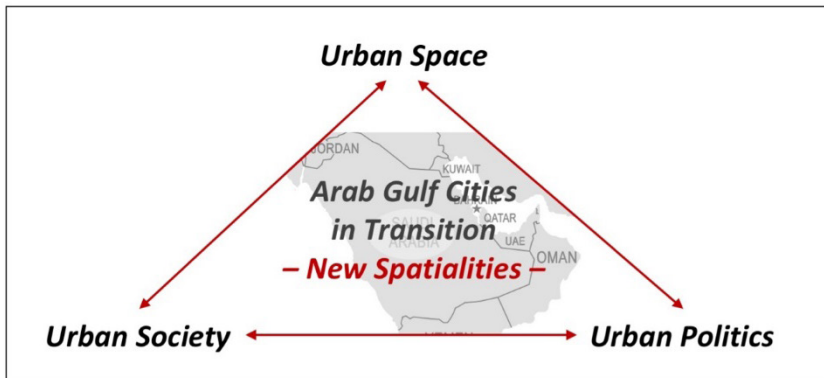 Urban Space
JORDAN
KUWAIT
Arab Gulf Cities
BAHRAIN
QATAR
in Transition
SAUDI
ARABIA
UAE
OMAN
– New Spatialities –
YEMEN
Urban Society
Urban Politics